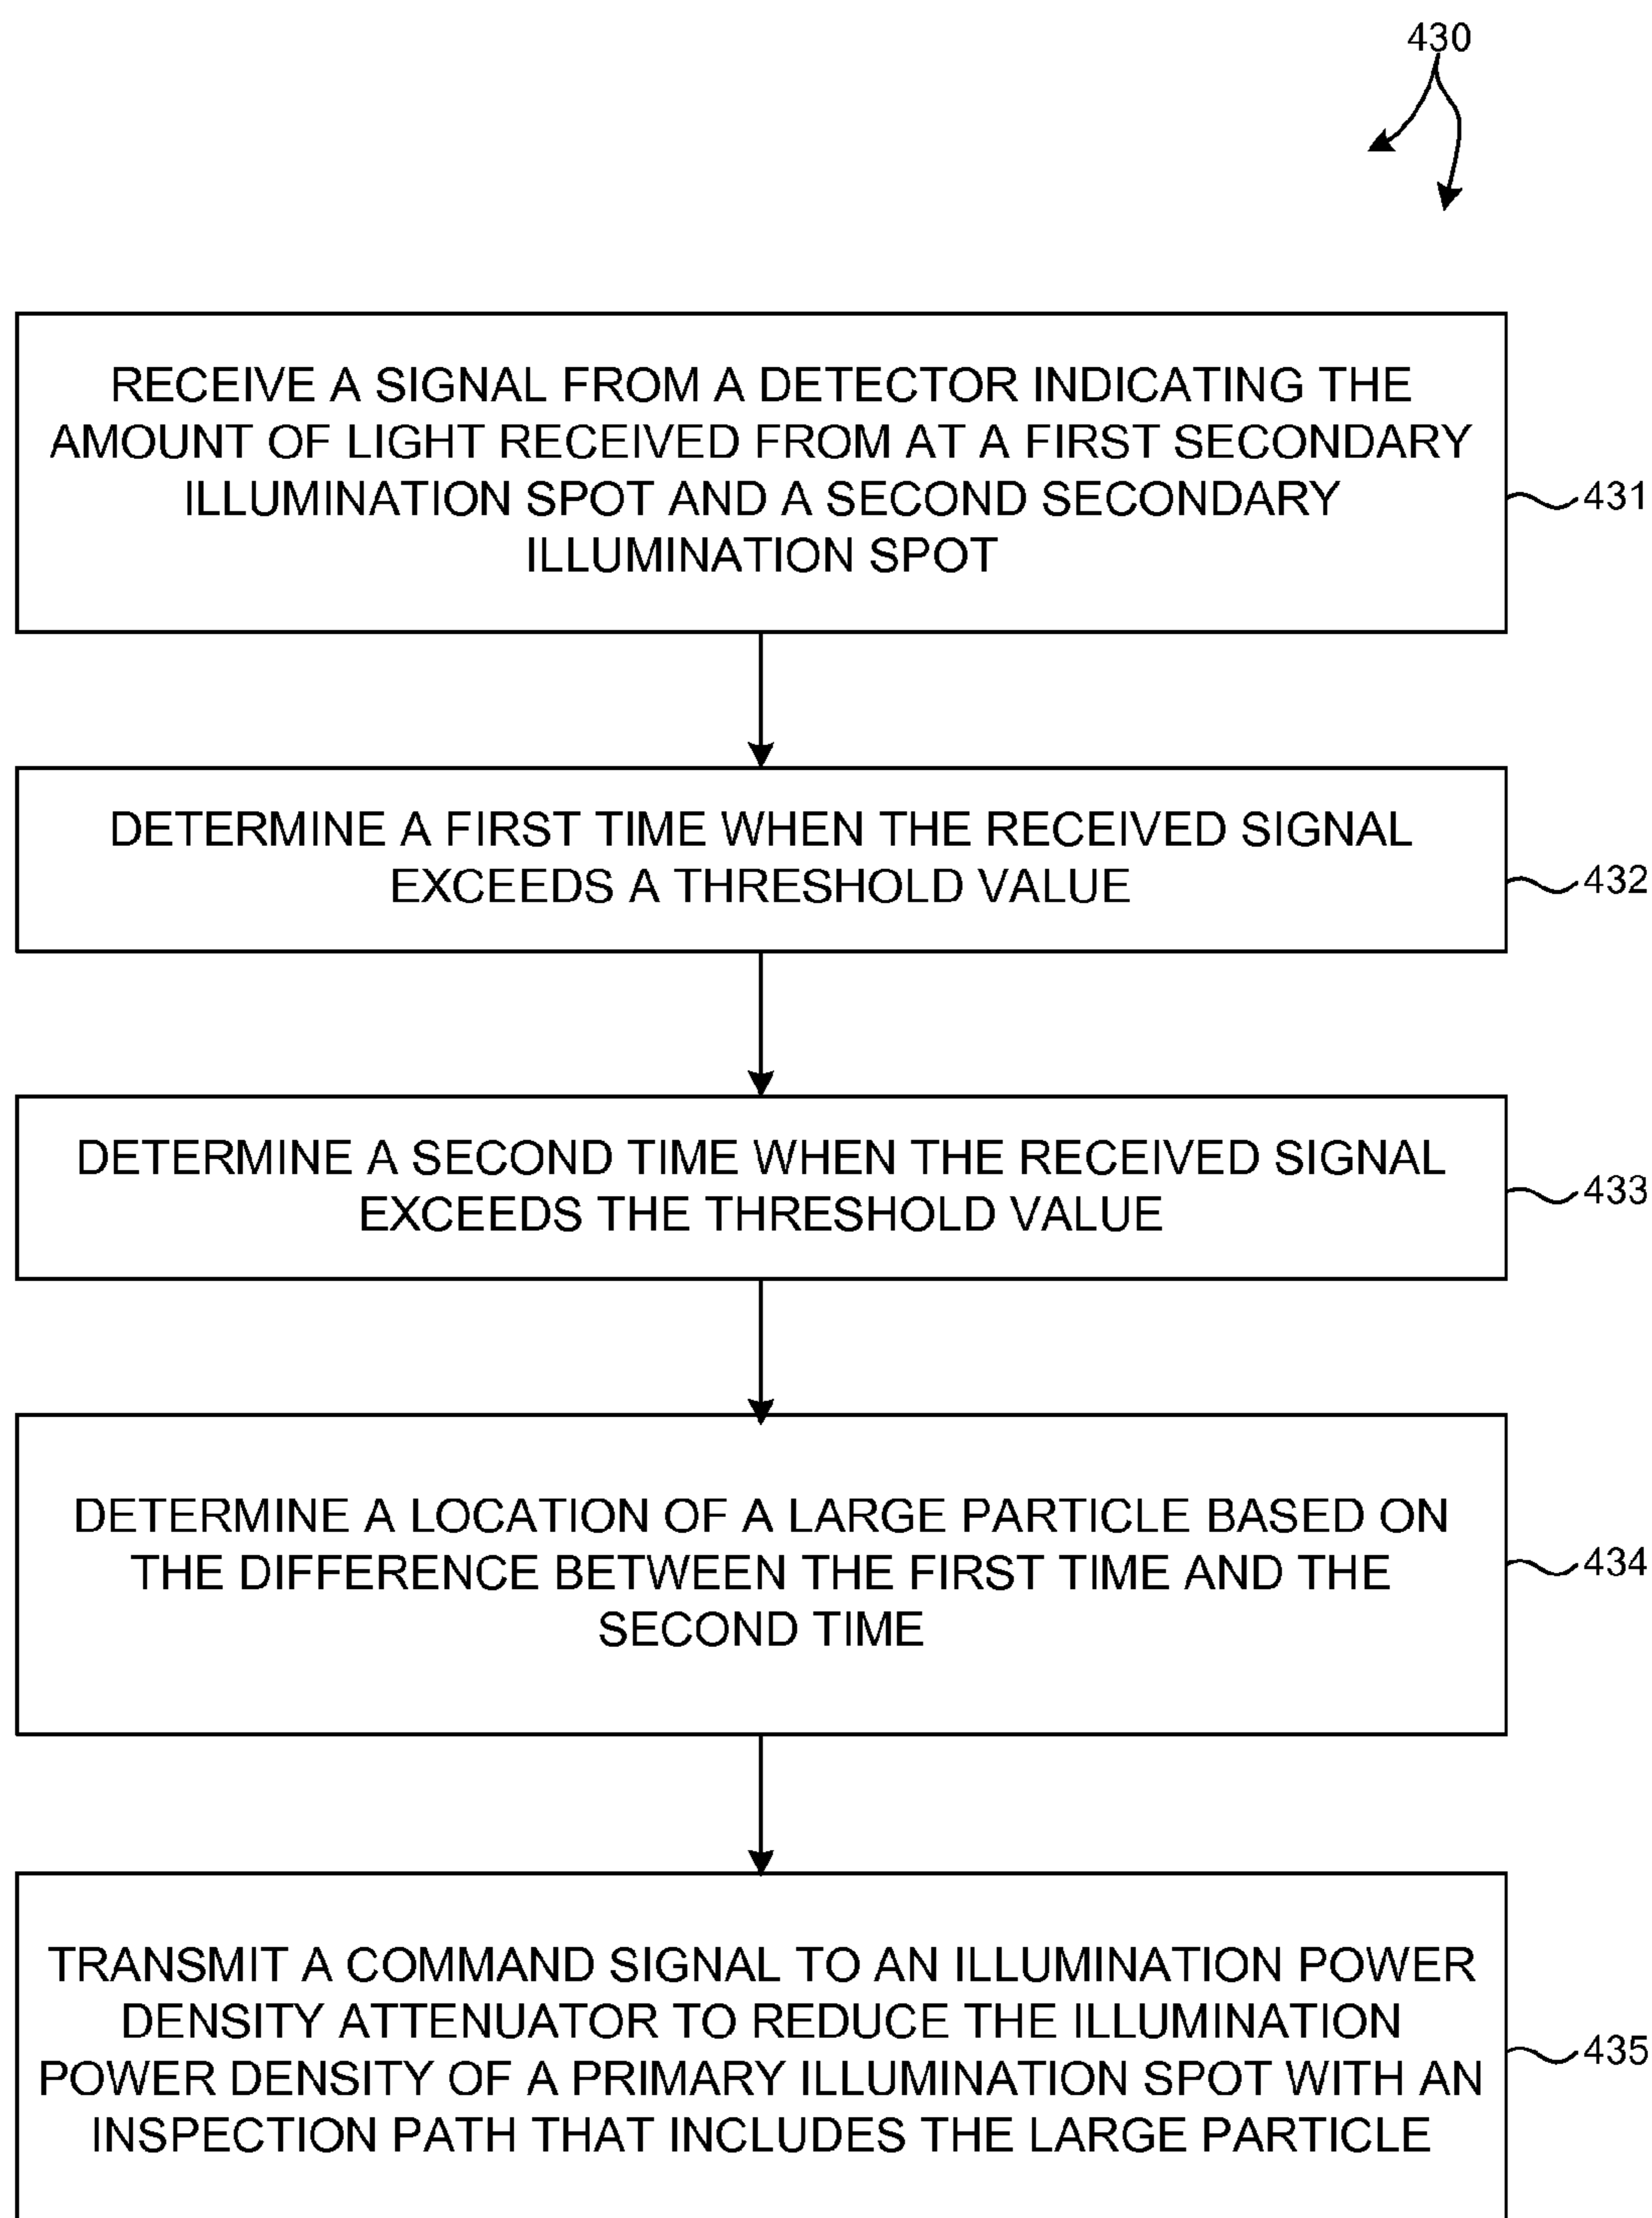 430
RECEIVE A SIGNAL FROM A DETECTOR INDICATING THE
AMOUNT OF LIGHT RECEIVED FROM AT A FIRST SECONDARY
ILLUMINATION SPOT AND A SECOND SECONDARY
ILLUMINATION SPOT
431
DETERMINE A FIRST TIME WHEN THE RECEIVED SIGNAL
EXCEEDS A THRESHOLD VALUE
432
DETERMINE A SECOND TIME WHEN THE RECEIVED SIGNAL
EXCEEDS THE THRESHOLD VALUE
433
DETERMINE A LOCATION OF A LARGE PARTICLE BASED ON
THE DIFFERENCE BETWEEN THE FIRST TIME AND THE
SECOND TIME
434
TRANSMIT A COMMAND SIGNAL TO AN ILLUMINATION POWER
DENSITY ATTENUATOR TO REDUCE THE ILLUMINATION
POWER DENSITY OF A PRIMARY ILLUMINATION SPOT WITH AN
INSPECTION PATH THAT INCLUDES THE LARGE PARTICLE
435